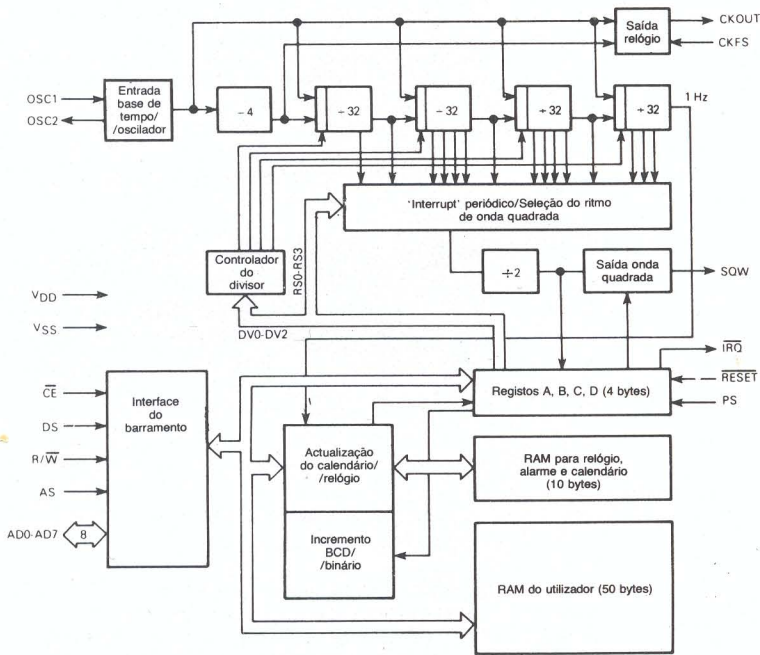 Saída
relógio
CKOUT
CKFS
OSC1
OSC2
Entrada
base de
tempo/
/oscilador
– 4
– 32
– 32
÷ 32
÷ 32
1 Hz
'Interrupt' periódico/Seleção do ritmo
de onda quadrada
Controlador
do
divisor
RS0-RS3
÷2
Saída onda
quadrada
SQW
VDD
VSS
DV0-DV2
IRQ
RESET
PS
Registos A, B, C, D (4 bytes)
CE
DS
R/W
AS
AD0-AD7
8
Interface
do
barramento
Actualização
do calendário/
/relógio
Incremento
BCD/
/binário
RAM para relógio,
alarme e calendário
(10 bytes)
RAM do utilizador (50 bytes)